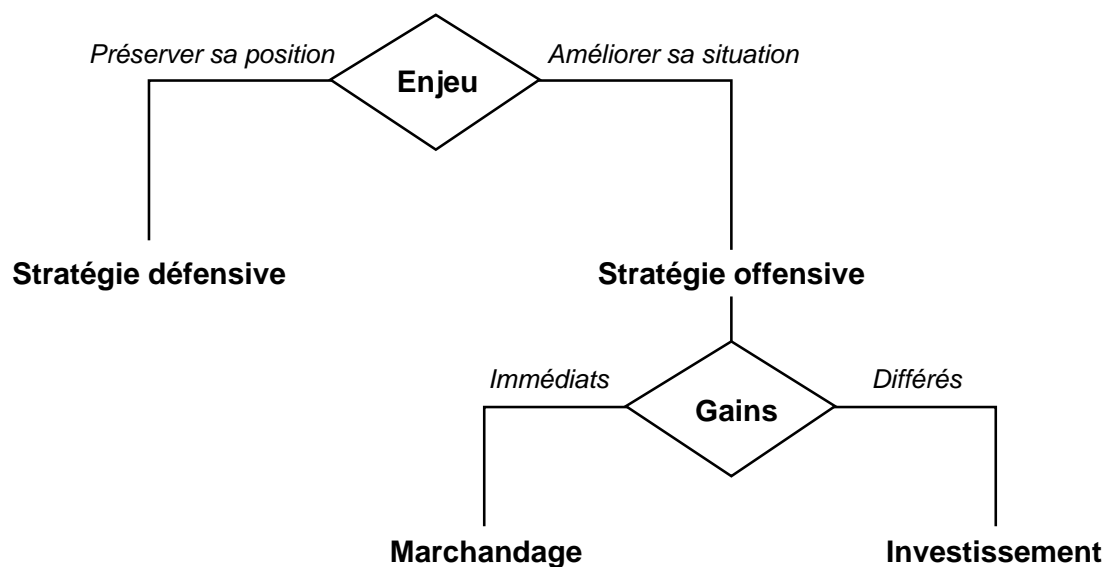 Préserver sa position
Améliorer sa situation
Enjeu
Stratégie défensive
Stratégie offensive
Immédiats
Différés
Gains
Marchandage
Investissement